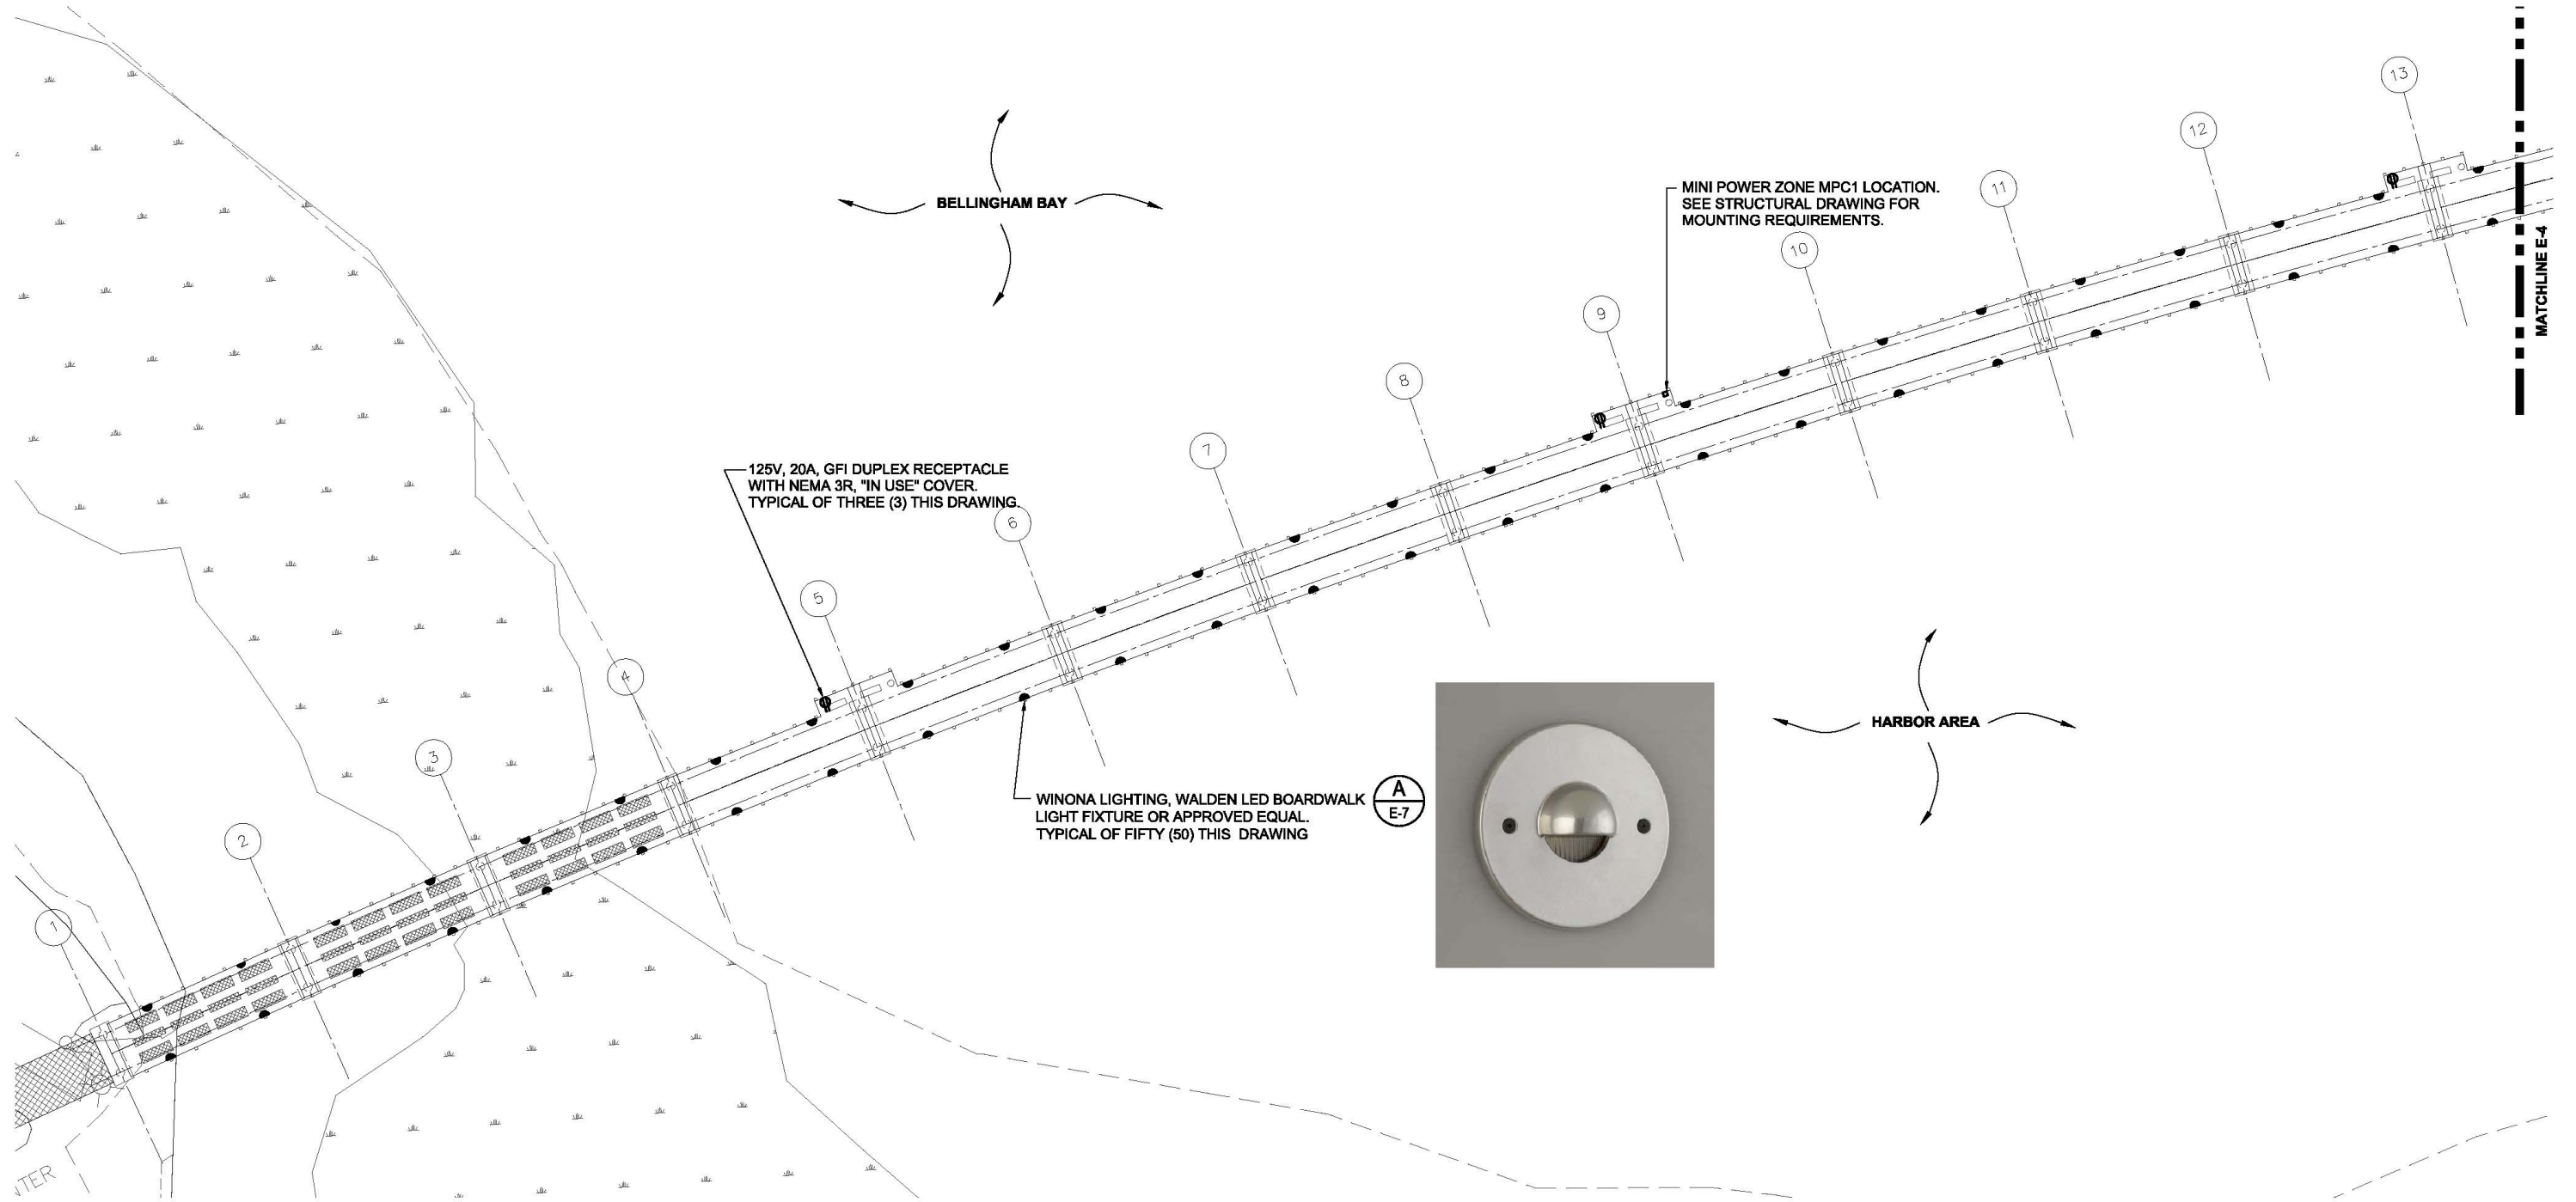 13
12
11
10
9
8
7
6
5
4
3
2
1
BELLINGHAM BAY
MINI POWER ZONE MPC1 LOCATION.
SEE STRUCTURAL DRAWING FOR
MOUNTING REQUIREMENTS.
MATCHLINE E-4
125V, 20A, GFI DUPLEX RECEPTACLE
WITH NEMA 3R, "IN USE" COVER.
TYPICAL OF THREE (3) THIS DRAWING.
HARBOR AREA
WINONA LIGHTING, WALDEN LED BOARDWALK
LIGHT FIXTURE OR APPROVED EQUAL.
TYPICAL OF FIFTY (50) THIS DRAWING
A
E-7